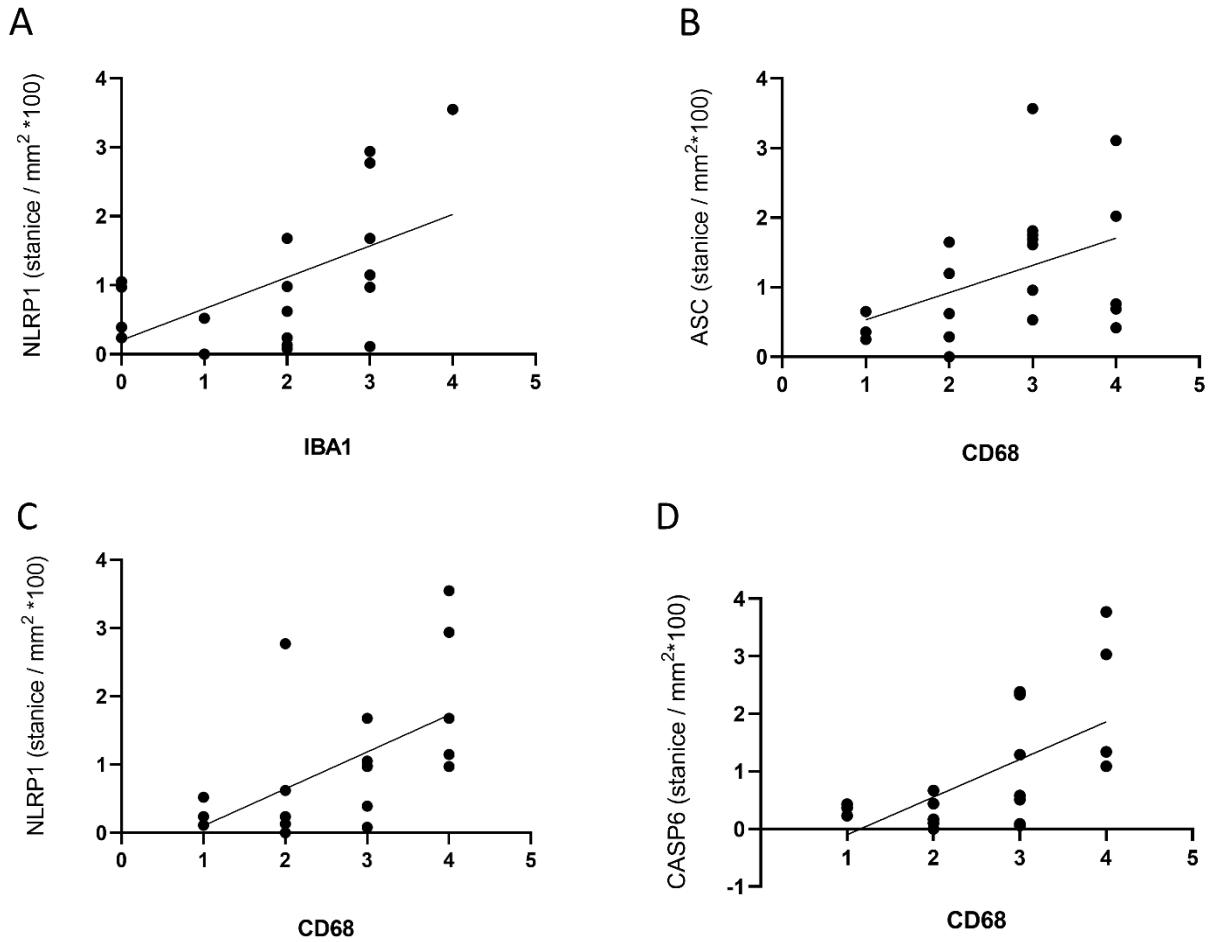 A
NLRP1 (stanice / mm² *100)
4
3
2
1
0
0 1 2 3 4 5
IBA1
B
ASC (stanice / mm²*100)
4
3
2
1
0
0 1 2 3 4 5
CD68
C
NLRP1 (stanice / mm² *100)
4
3
2
1
0
0 1 2 3 4 5
CD68
D
CASP6 (stanice / mm²*100)
4
3
2
1
0
-1
1 2 3 4 5
CD68